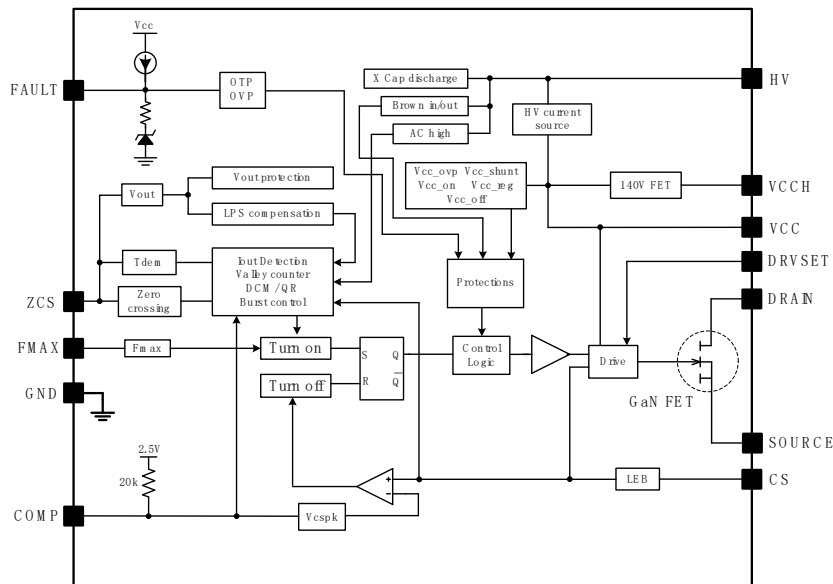 Vcc
FAULT
OTP
OVP
X Cap discharge
HV
Brown in/out
HV current
source
AC high
Vout protection
Vcc_ovp Vcc_shunt
Vcc_on Vcc_reg
Vcc_off
140V FET
VCCH
Vout
LPS compensation
VCC
Tdem
Iout Detection
Valley counter
DCM / QR
Burst control
DRVSET
Protections
ZCS
Zero
crossing
DRAIN
FMAX
Fmax
Turn on
S Q
Control
Logic
Drive
Turn off
R Q
GND
GaN FET
SOURCE
2.5V
20k
+
-
LEB
CS
COMP
Vcspk